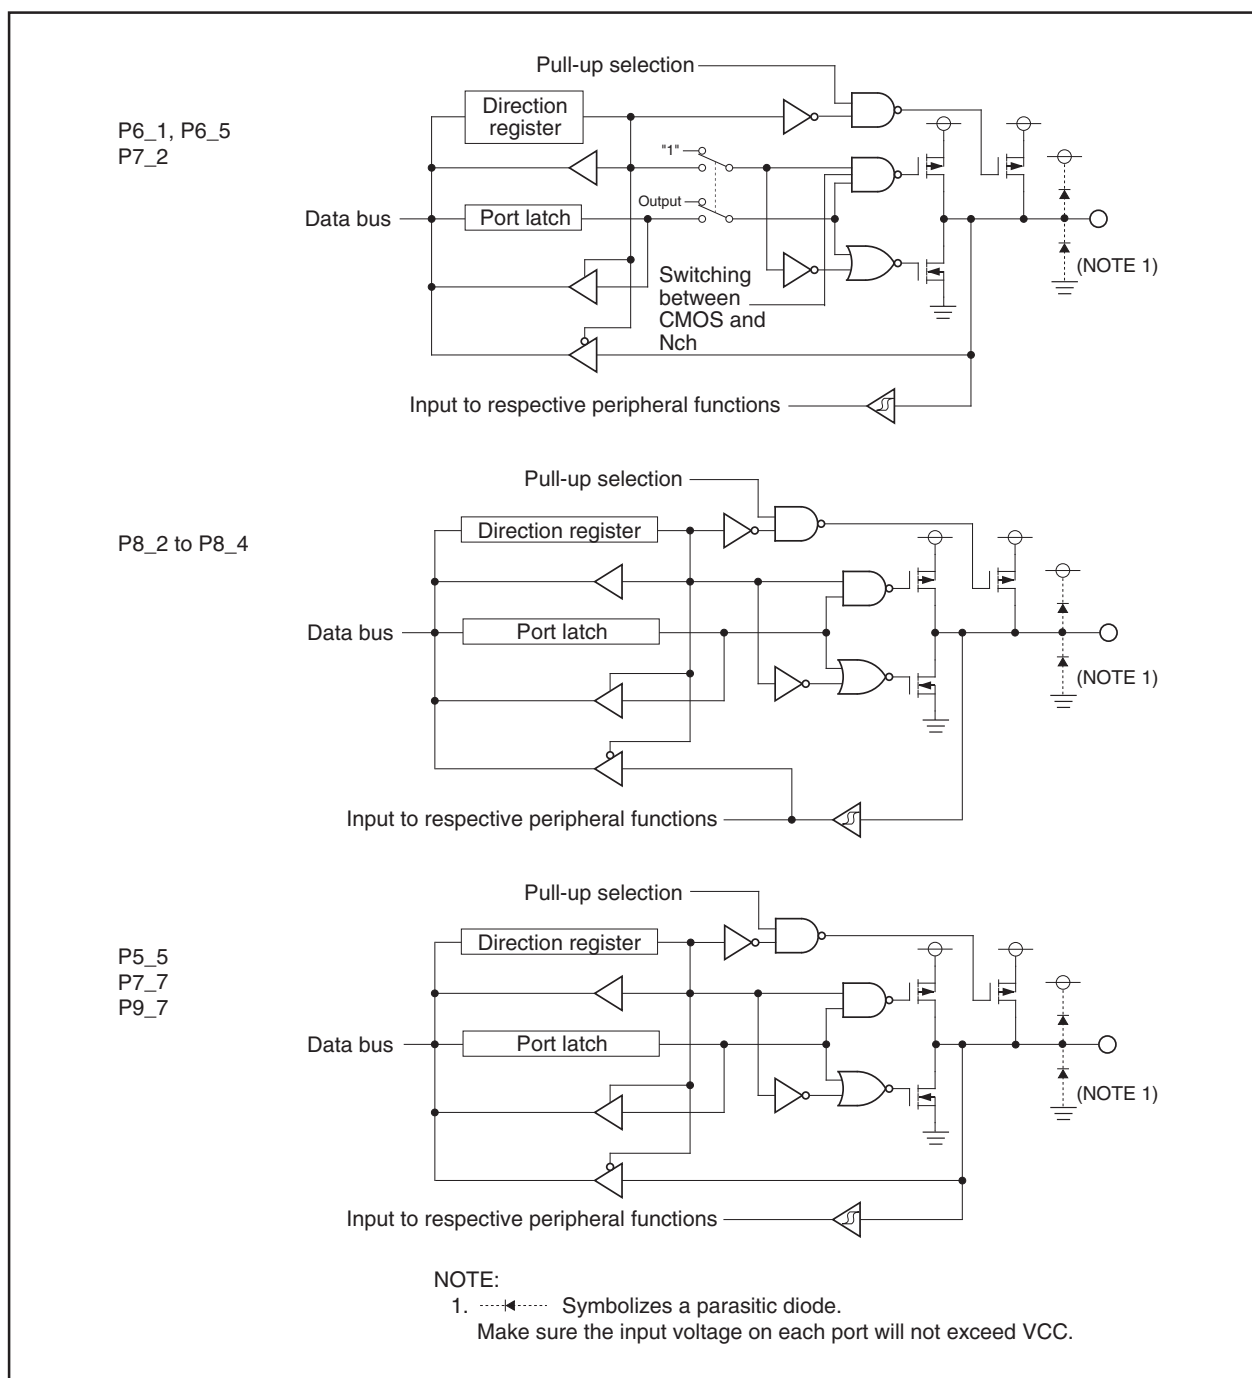 Pull-up selection
P6_1, P6_5
P7_2
Direction
register
"1"
Output
Data bus
Port latch
(NOTE 1)
Switching
between
CMOS and
Nch
Input to respective peripheral functions
Pull-up selection
P8_2 to P8_4
Direction register
Data bus
Port latch
(NOTE 1)
Input to respective peripheral functions
Pull-up selection
P5_5
P7_7
P9_7
Direction register
Data bus
Port latch
(NOTE 1)
Input to respective peripheral functions
NOTE:
1. Symbolizes a parasitic diode.
Make sure the input voltage on each port will not exceed VCC.